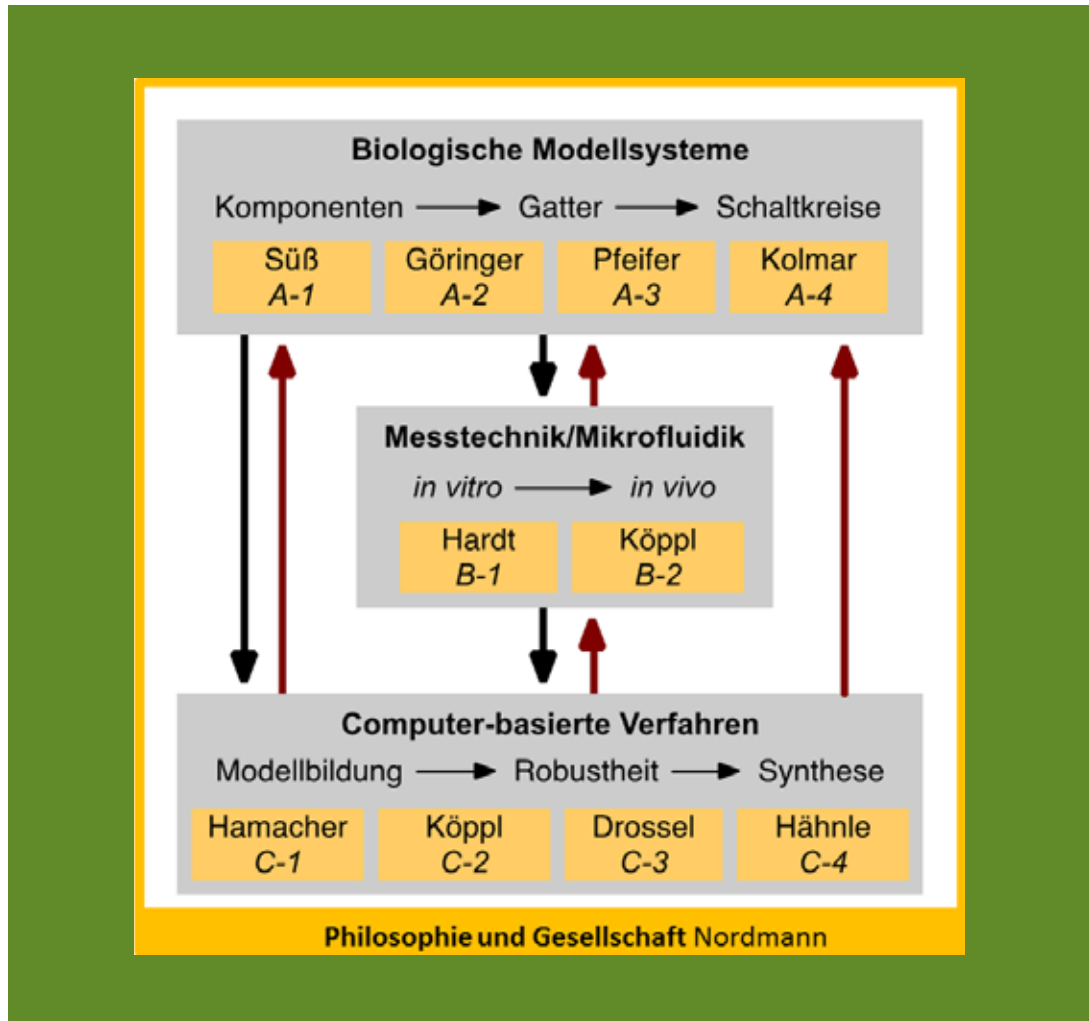 Biologische Modellsysteme
Komponenten Gatter Schaltkreise
Süß Göringer Pfeifer Kolmar
A-1 A-2 A-3 A-4
Messtechnik/Mikrofluidik
in vitro in vivo
Hardt Köppl
B-1 B-2
Computer-basierte Verfahren
Modellbildung Robustheit Synthese
Hamacher Köppl Drossel Hähnle
C-1 C-2 C-3 C-4
Philosophie und Gesellschaft Nordmann